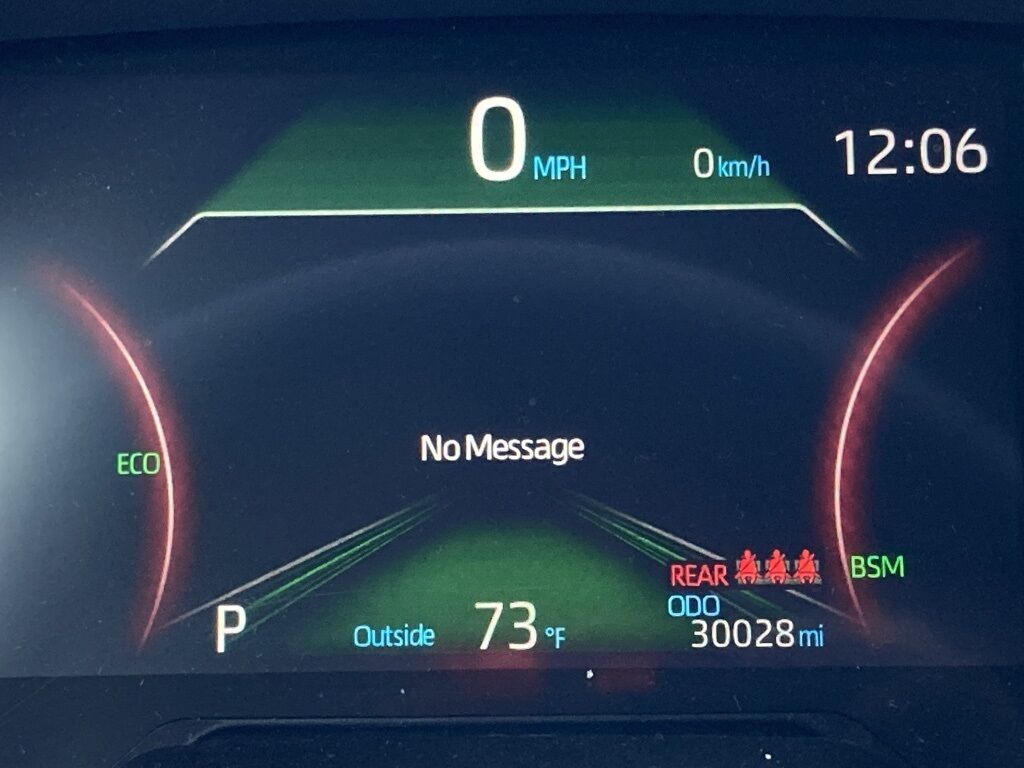 0 MPH 0 km/h 12:06
No Message
ECO
REAR BSM
ODO
P Outside 73 °F 30028 mi